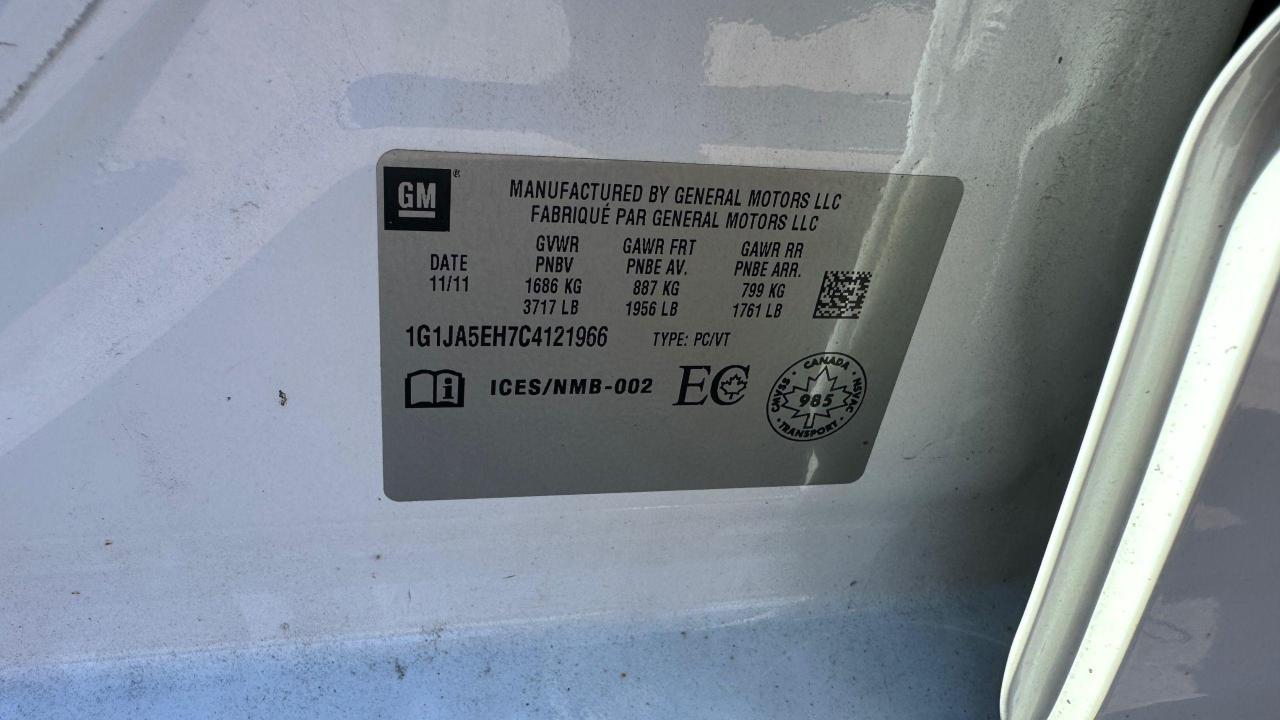 GM ®
MANUFACTURED BY GENERAL MOTORS LLC
FABRIQUÉ PAR GENERAL MOTORS LLC
DATE
11/11
GVWR
PNBV
1686 KG
3717 LB
GAWR FRT
PNBE AV.
887 KG
1956 LB
GAWR RR
PNBE ARR.
799 KG
1761 LB
1G1JA5EH7C4121966 TYPE: PC/VT
i ICES/NMB-002 EC
CANADA
CMVSS 985 NSVAC
TRANSPORT